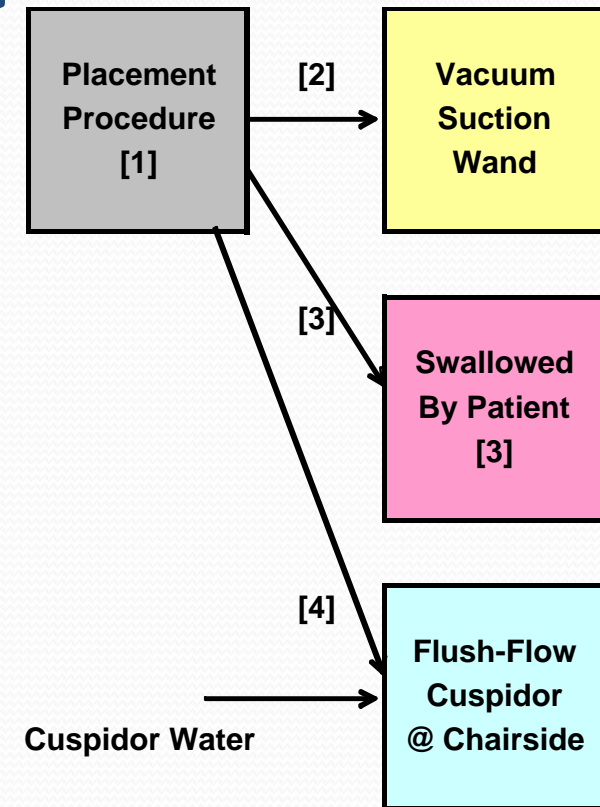 Placement
Procedure
[1]
[2]
Vacuum
Suction
Wand
[3]
Swallowed
By Patient
[3]
[4]
Flush-Flow
Cuspidor
@ Chairside
Cuspidor Water